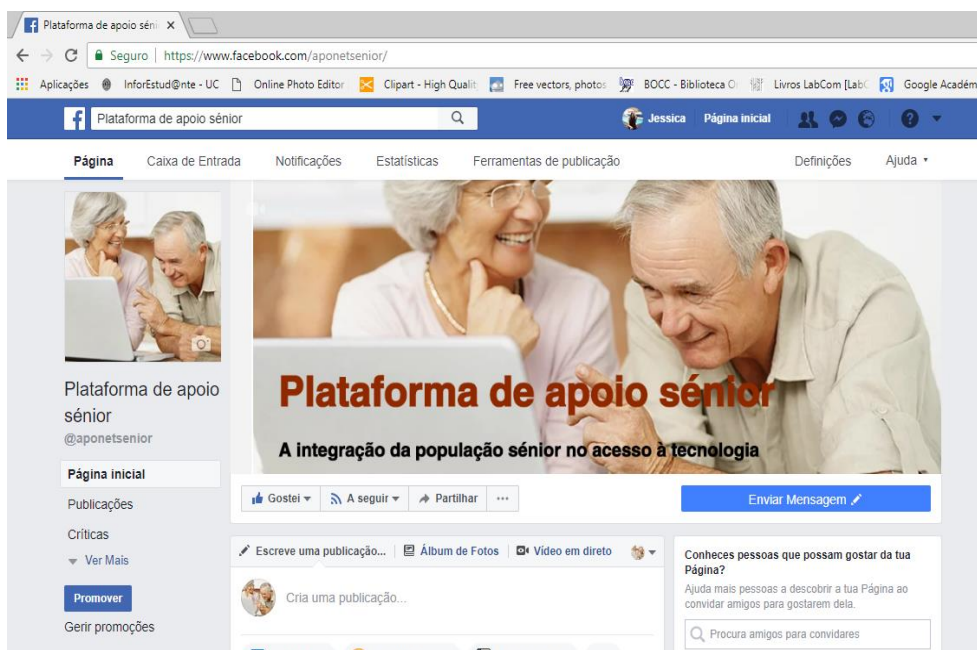 Plataforma de apoio séni
Seguro | https://www.facebook.com/aponetsenior/
Aplicações InforEstud@nte - UC Online Photo Editor Clipart - High Quali Free vectors, photos BOCC - Biblioteca O Livros LabCom [Lab Google Académ
Plataforma de apoio sénior Jessica Página inicial
Página Caixa de Entrada Notificações Estatísticas Ferramentas de publicação Definições Ajuda
Plataforma de apoio sénior
A integração da população sénior no acesso à tecnologia
Plataforma de apoio
sénior
@aponetsenior
Página inicial
Publicações
Críticas
Ver Mais
Promover
Gerir promoções
Gostei A seguir Partilhar ... Enviar Mensagem
Escreve uma publicação... Álbum de Fotos Vídeo em direto
Cria uma publicação...
Conheces pessoas que possam gostar da tua
Página?
Ajuda mais pessoas a descobrir a tua Página ao
convidar amigos para gostarem dela.
Procura amigos para convidares